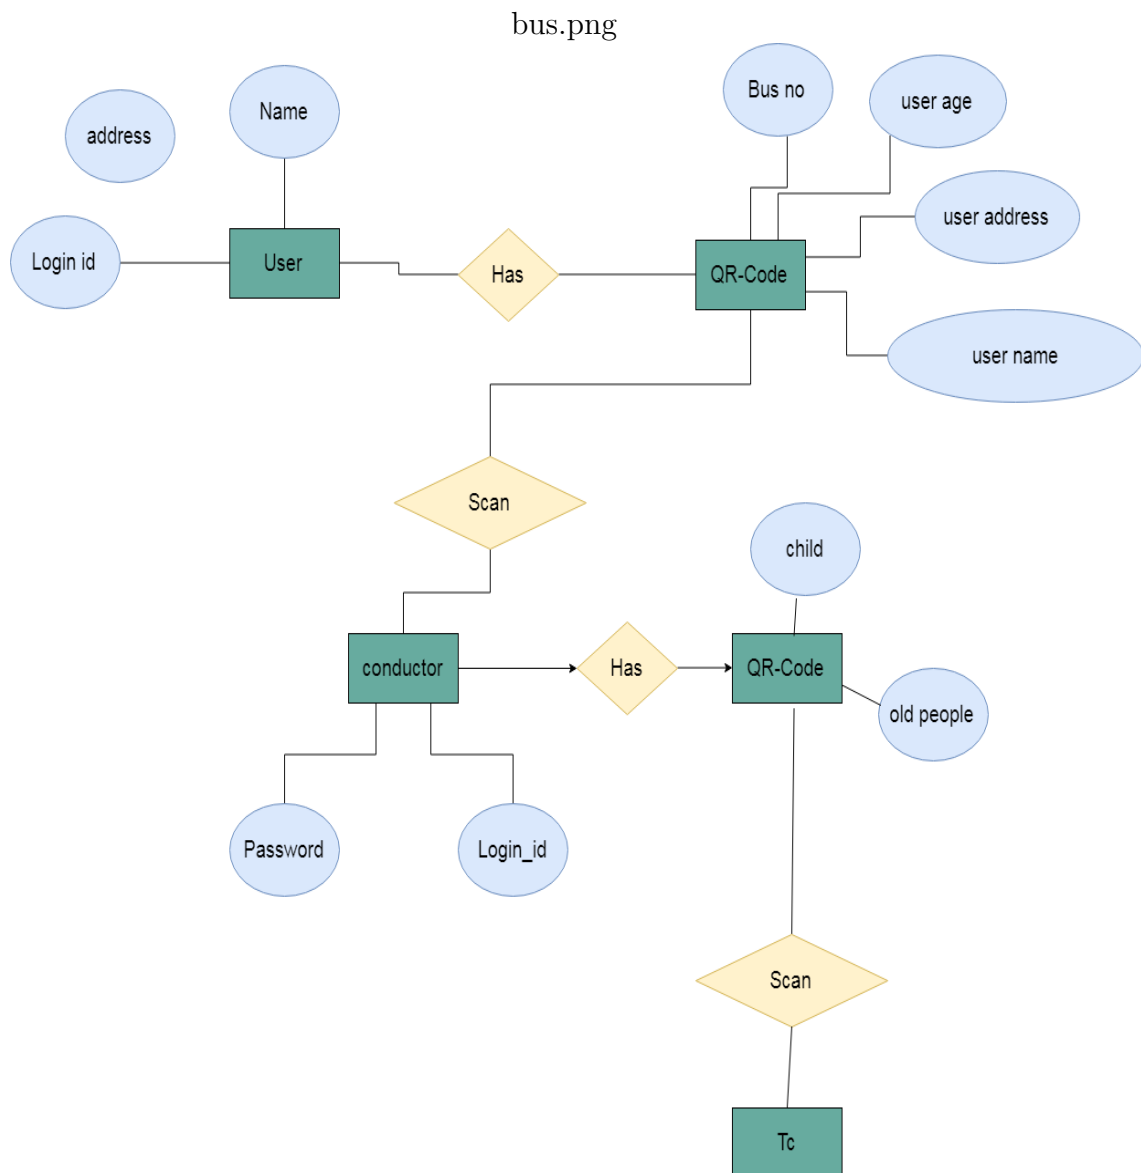 bus.png
Bus no
user age
Name
address
user address
Login id
User
Has
QR-Code
user name
Scan
child
conductor
Has
QR-Code
old people
Password
Login_id
Scan
Tc